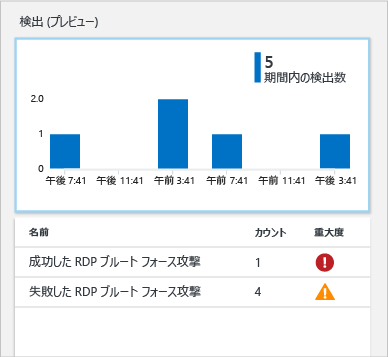 検出 (プレビュー)
5
期間内の検出数
2.0
1
0
午後 7:41 午後 11:41 午前 3:41 午前 7:41 午前 11:41 午後 3:41
名前 カウント 重大度
成功した RDP ブルート フォース攻撃 1
失敗した RDP ブルート フォース攻撃 4